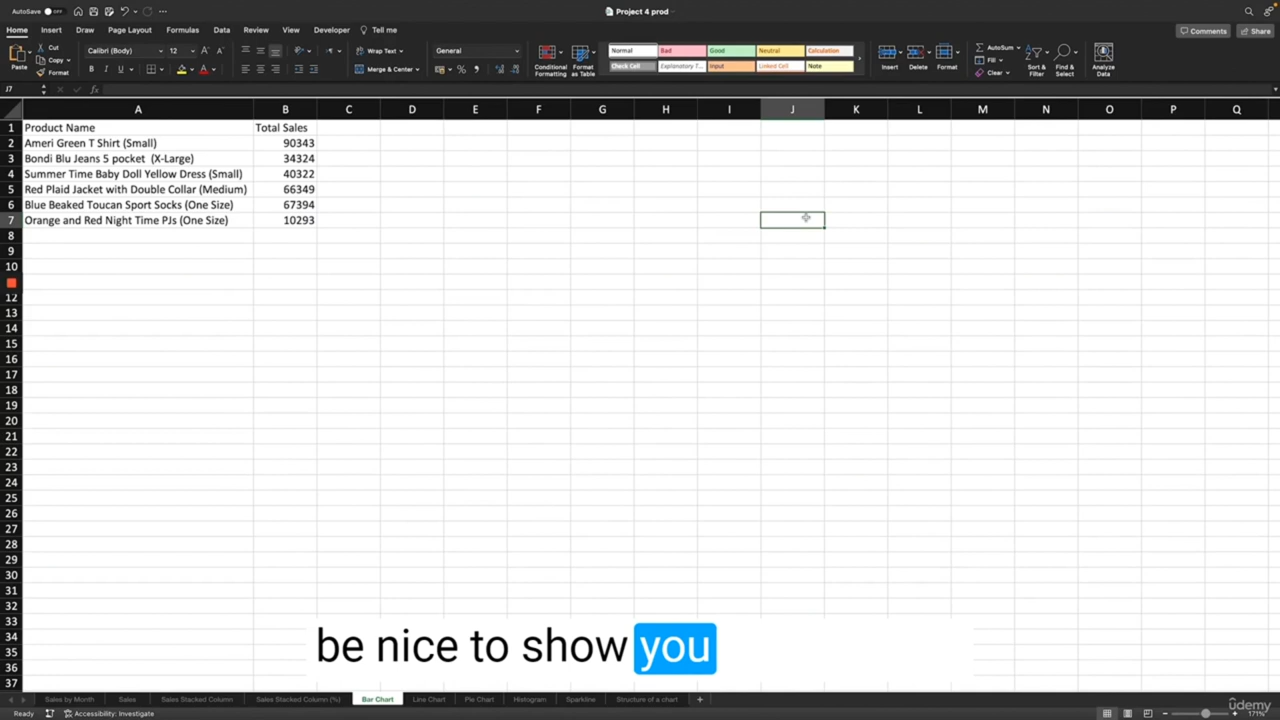 AutoSave OFF
Project 4 prod
Home Insert Draw Page Layout Formulas Data Review View Developer Tell me
Comments Share
Paste Cut Copy Format
Calibri (Body) 12
B
Wrap Text
Merge & Center
General
Conditional Formatting
Format as Table
Normal Bad Good Neutral Calculation
Check Cell Explanatory T... Input Linked Cell Note
Insert Delete Format
AutoSum
Fill
Clear
Sort & Filter
Find & Select
Analyze Data
J7 fx
A B C D E F G H I J K L M N O P Q
1 Product Name Total Sales
2 Ameri Green T Shirt (Small) 90343
3 Bondi Blu Jeans 5 pocket (X-Large) 34324
4 Summer Time Baby Doll Yellow Dress (Small) 40322
5 Red Plaid Jacket with Double Collar (Medium) 66349
6 Blue Beaked Toucan Sport Socks (One Size) 67394
7 Orange and Red Night Time PJs (One Size) 10293
8
9
10
12
13
14
15
16
17
18
19
20
21
22
23
24
25
26
27
28
29
30
31
32
33
34
35
36
37
be nice to show you
Sales by Month Sales Sales Stacked Column Sales Stacked Column (%) Bar Chart Line Chart Pie Chart Histogram Sparkline Structure of a chart +
Ready Accessibility: Investigate
171%
ûdemy